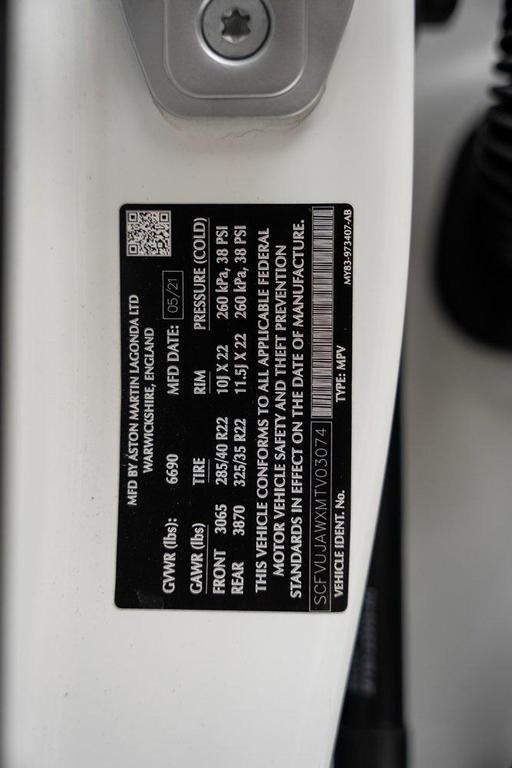 MFD BY ASTON MARTIN LAGONDA LTD
WARWICKSHIRE, ENGLAND
GVWR (lbs): 6690 MFD DATE: 05/21
GAWR (lbs) TIRE RIM PRESSURE (COLD)
FRONT 3065 285/40 R22 10J X 22 260 kPa, 38 PSI
REAR 3870 325/35 R22 11.5J X 22 260 kPa, 38 PSI
THIS VEHICLE CONFORMS TO ALL APPLICABLE FEDERAL
MOTOR VEHICLE SAFETY AND THEFT PREVENTION
STANDARDS IN EFFECT ON THE DATE OF MANUFACTURE.
SCFVUJAWXMTV03074
VEHICLE IDENT. No. TYPE: MPV MY83-973407-AB